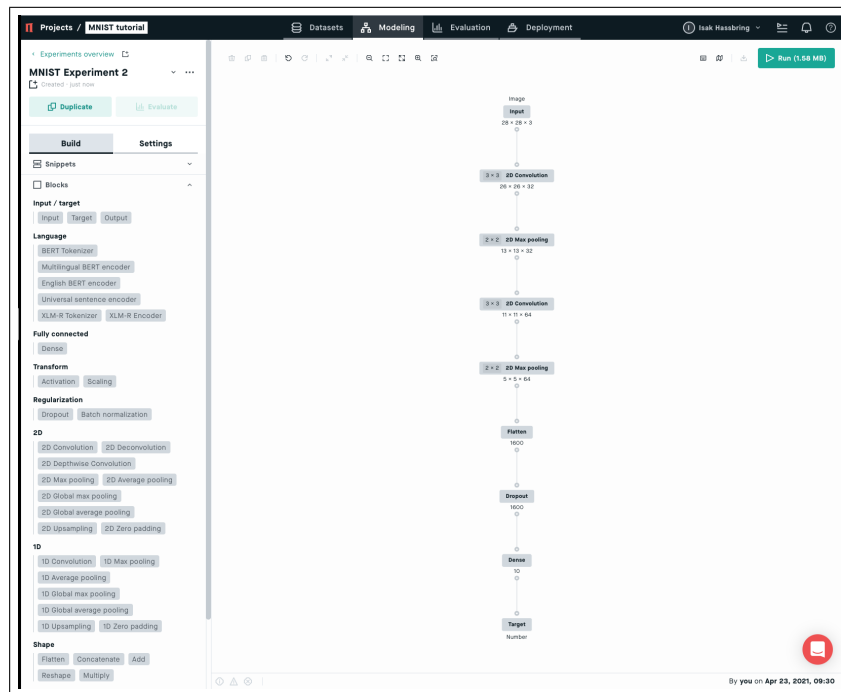 Projects / MNIST tutorial
Datasets Modeling Evaluation Deployment
I Isak Hassbring
Experiments overview
MNIST Experiment 2
Created · just now
Duplicate Evaluate
Build Settings
Snippets
Blocks
Input / target
Input Target Output
Language
BERT Tokenizer
Multilingual BERT encoder
English BERT encoder
Universal sentence encoder
XLM-R Tokenizer XLM-R Encoder
Fully connected
Dense
Transform
Activation Scaling
Regularization
Dropout Batch normalization
2D
2D Convolution 2D Deconvolution
2D Depthwise Convolution
2D Max pooling 2D Average pooling
2D Global max pooling
2D Global average pooling
2D Upsampling 2D Zero padding
1D
1D Convolution 1D Max pooling
1D Average pooling
1D Global max pooling
1D Global average pooling
1D Upsampling 1D Zero padding
Shape
Flatten Concatenate Add
Reshape Multiply
Run (1.58 MB)
Image
Input
28 × 28 × 3
3 × 3 2D Convolution
26 × 26 × 32
2 × 2 2D Max pooling
13 × 13 × 32
3 × 3 2D Convolution
11 × 11 × 64
2 × 2 2D Max pooling
5 × 5 × 64
Flatten
1600
Dropout
1600
Dense
10
Target
Number
By you on Apr 23, 2021, 09:30